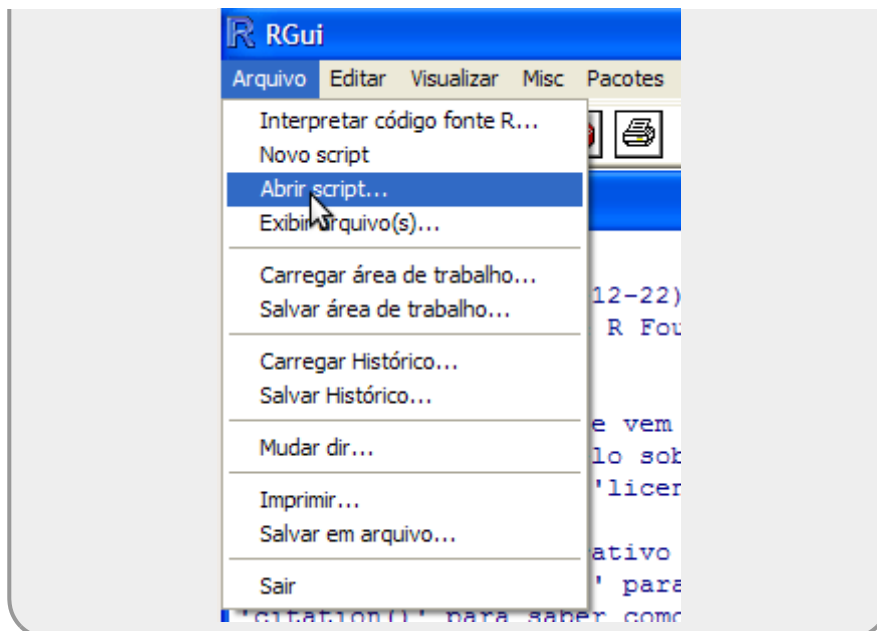 RGui
Arquivo Editar Visualizar Misc Pacotes
Interpretar código fonte R...
Novo script
Abrir script...
Exibir arquivo(s)...
Carregar área de trabalho...
12-22)
Salvar área de trabalho...
R Fou
Carregar Histórico...
Salvar Histórico...
e vem
Mudar dir...
lo sob
'licen
Imprimir...
Salvar em arquivo...
ativo
Sair
' para
'citation()' para saber como